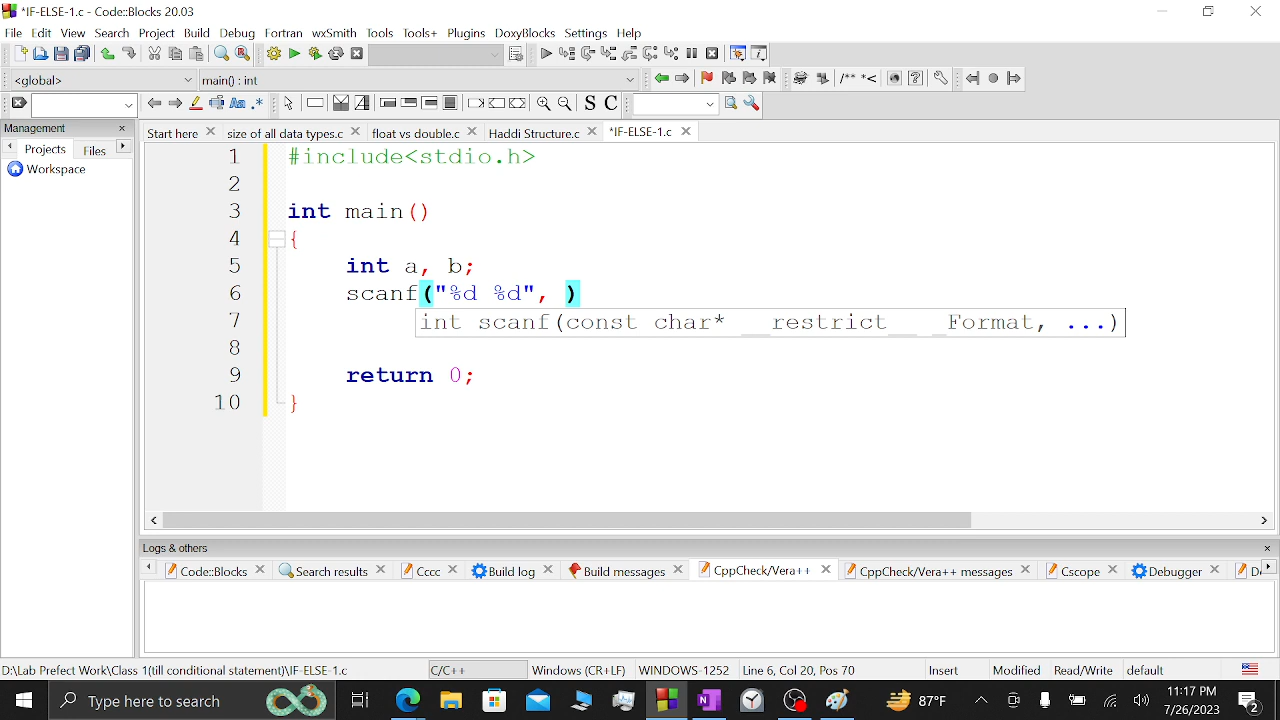 *IF-ELSE-1.c - Code::Blocks 20.03
File Edit View Search Project Build Debug Fortran wxSmith Tools Tools+ Plugins DoxyBlocks Settings Help
<global> main() : int
/** *<
Aa .* S C
Management
Projects Files
Workspace
Start here size of all data types.c float vs double.c Haddi Structure.c *IF-ELSE-1.c
1 #include<stdio.h>
2
3 int main()
4 {
5 int a, b;
6 scanf("%d %d", )
7 int scanf(const char* __restrict__ _Format, ...)
8
9 return 0;
10 }
Logs & others
Code::Blocks Search results Cccc Build log Build messages CppCheck/Vera++ CppCheck/Vera++ messages Cscope Debugger
D:\Lab Prefect Work\Class 1(till conditional statement)\IF-ELSE-1.c C/C++ Windows (CR+LF) WINDOWS-1252 Line 6, Col 20, Pos 70 Insert Modified Read/Write default
Type here to search 87°F 11:17 PM
7/26/2023 2